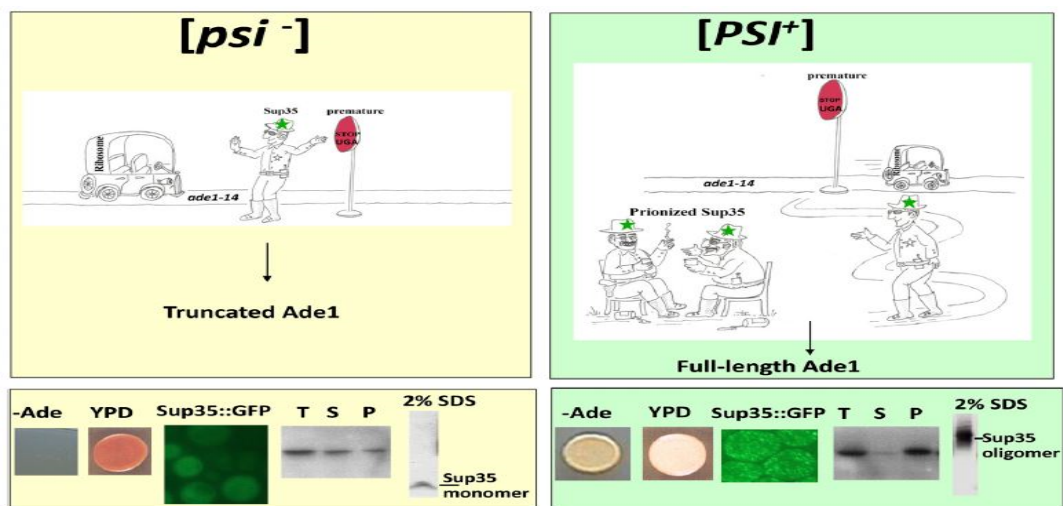 [psi -]
Sup35
premature
STOP
UGA
Ribosome
ade1-14
Truncated Ade1
-Ade YPD Sup35::GFP T S P 2% SDS
Sup35
monomer
[PSI+]
premature
STOP
UGA
Ribosome
ade1-14
Prionized Sup35
Full-length Ade1
-Ade YPD Sup35::GFP T S P 2% SDS
Sup35
oligomer